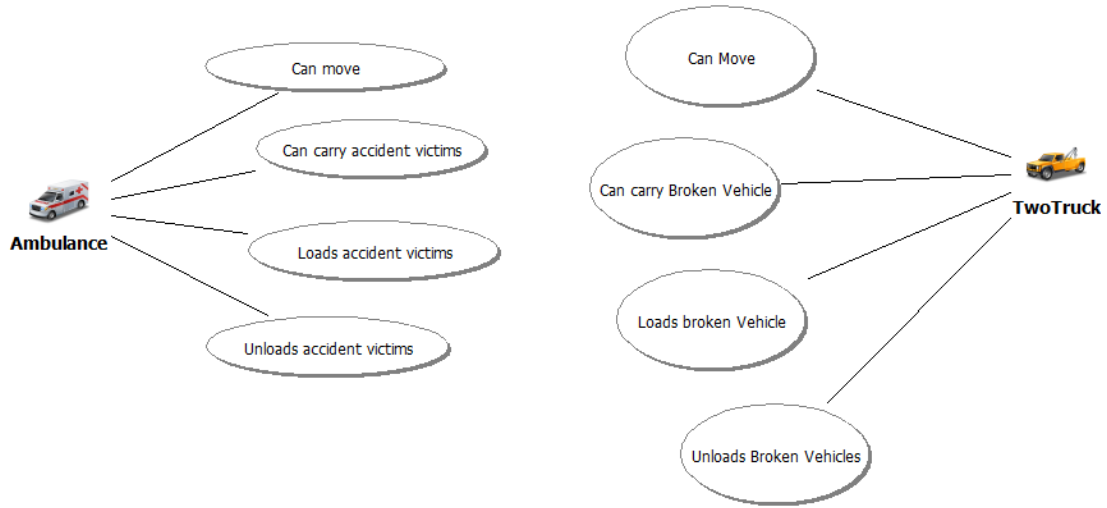 Can move
Can carry accident victims
Ambulance
Loads accident victims
Unloads accident victims
Can Move
Can carry Broken Vehicle
TwoTruck
Loads broken Vehicle
Unloads Broken Vehicles